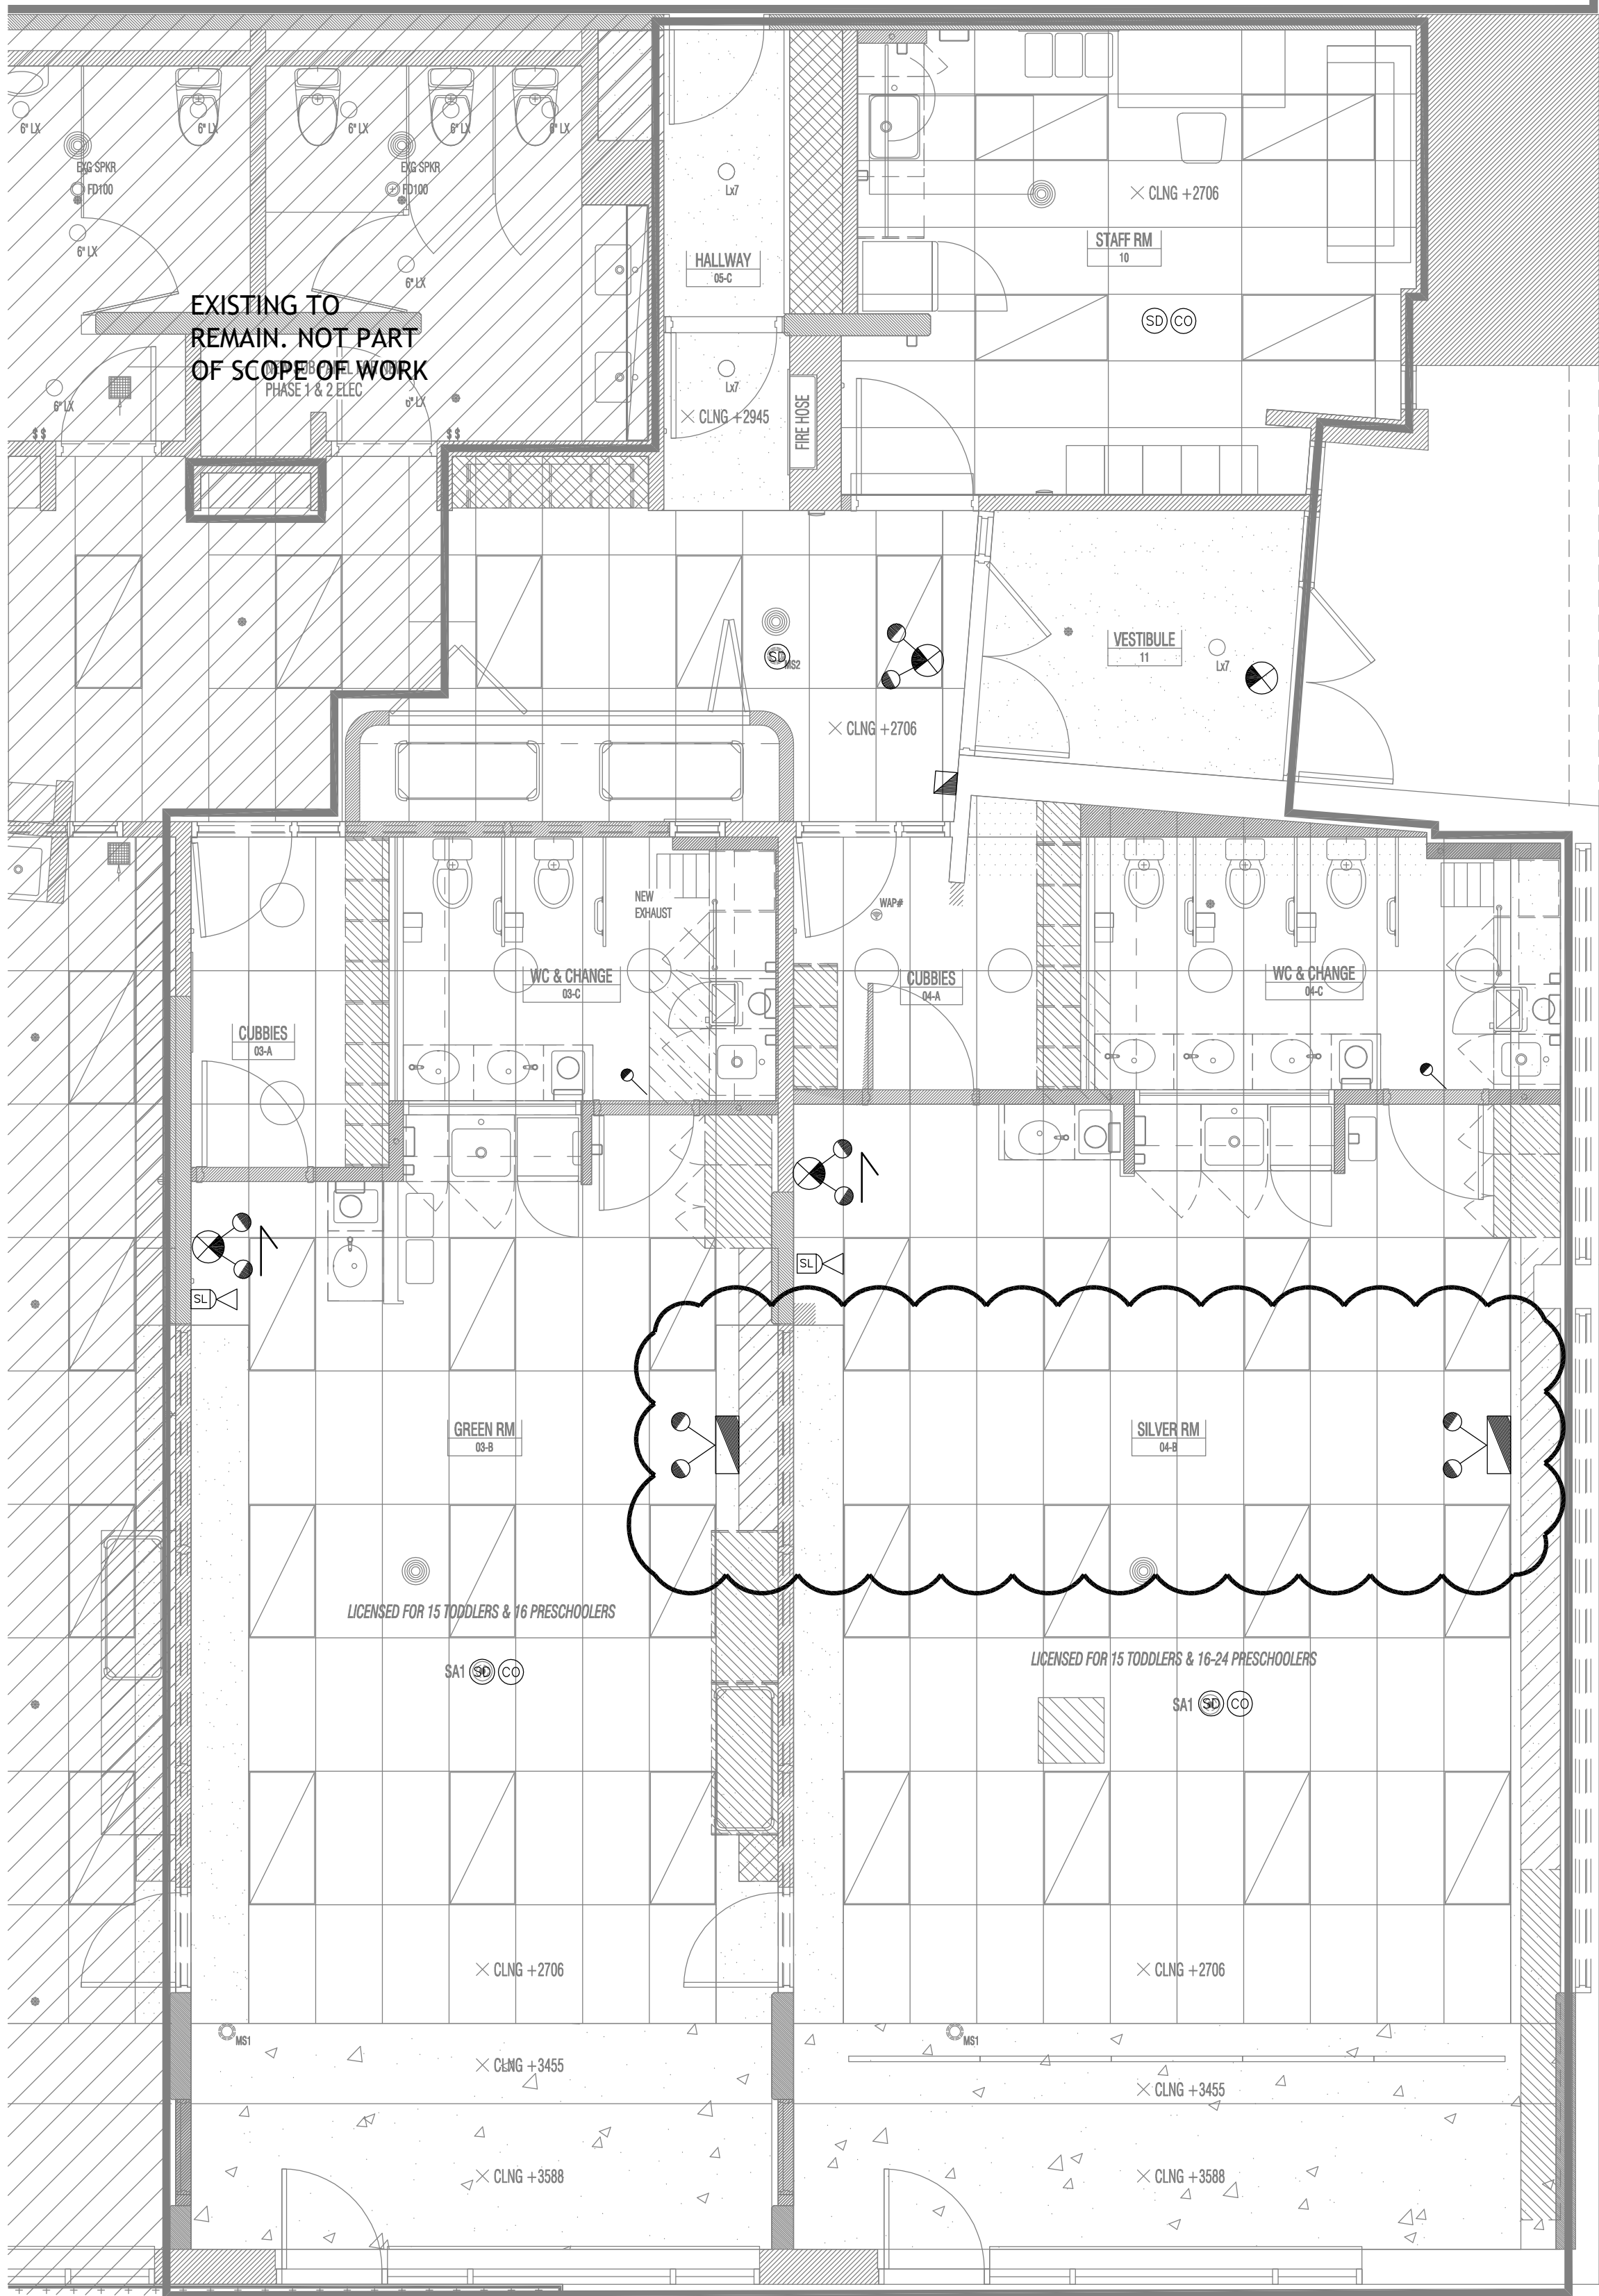 6" LX
6" LX
6" LX
6" LX
6" LX
EXG SPKR
EXG SPKR
FD100
FD100
6" LX
6" LX
Lx7
HALLWAY
05-C
CLNG +2706
STAFF RM
10
SD CO
EXISTING TO
REMAIN. NOT PART
OF SCOPE OF WORK
PHASE 1 & 2 ELEC
6" LX
6" LX
$ $
$ $
Lx7
CLNG +2945
FIRE HOSE
SD
MS2
VESTIBULE
11
Lx7
CLNG +2706
NEW
EXHAUST
WAP#
WC & CHANGE
03-C
CUBBIES
04-A
WC & CHANGE
04-C
CUBBIES
03-A
SL
SL
GREEN RM
03-B
SILVER RM
04-B
LICENSED FOR 15 TODDLERS & 16 PRESCHOOLERS
LICENSED FOR 15 TODDLERS & 16-24 PRESCHOOLERS
SA1 SD CO
SA1 SD CO
CLNG +2706
CLNG +2706
MS1
MS1
CLNG +3455
CLNG +3455
CLNG +3588
CLNG +3588